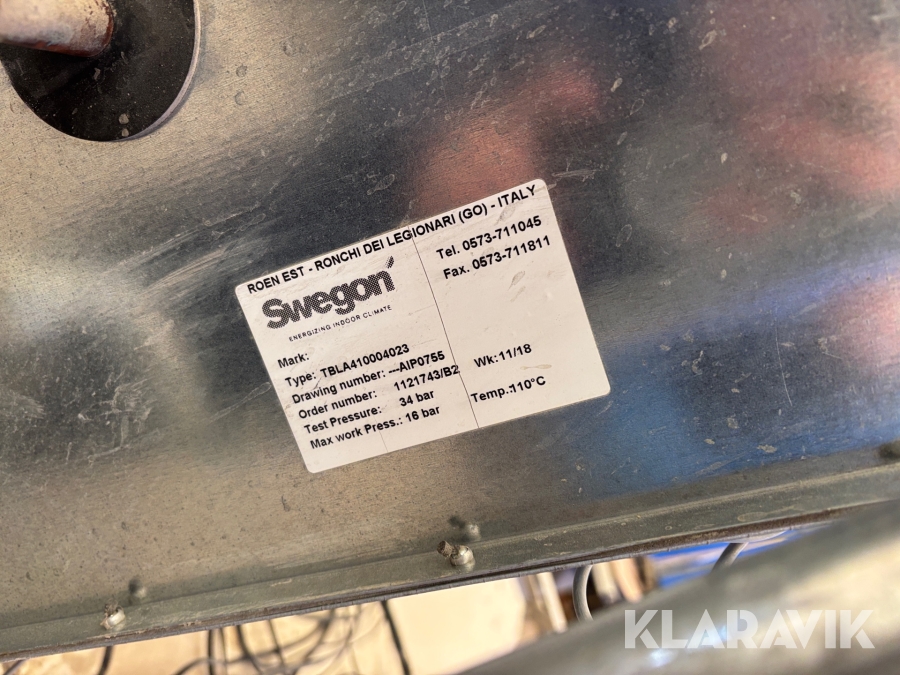 ROEN EST - RONCHI DEI LEGIONARI (GO) - ITALY
Swegon
ENERGIZING INDOOR CLIMATE
Tel. 0573-711045
Fax. 0573-711811
Mark:
Type: TBLA410004023
Drawing number: ---AIP0755
Order number: 1121743/B2
Wk:11/18
Test Pressure: 34 bar
Max work Press.: 16 bar
Temp.:110°C
KLARAVIK